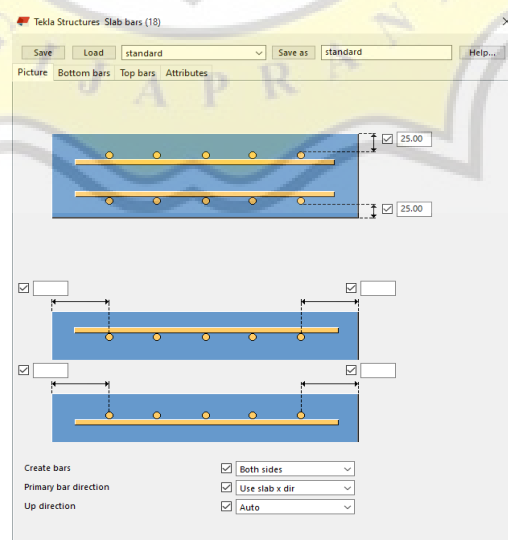 Tekla Structures Slab bars (18)
Save Load standard Save as standard Help...
Picture Bottom bars Top bars Attributes
IJAPRAN
25.00
25.00
Create bars Both sides
Primary bar direction Use slab x dir
Up direction Auto